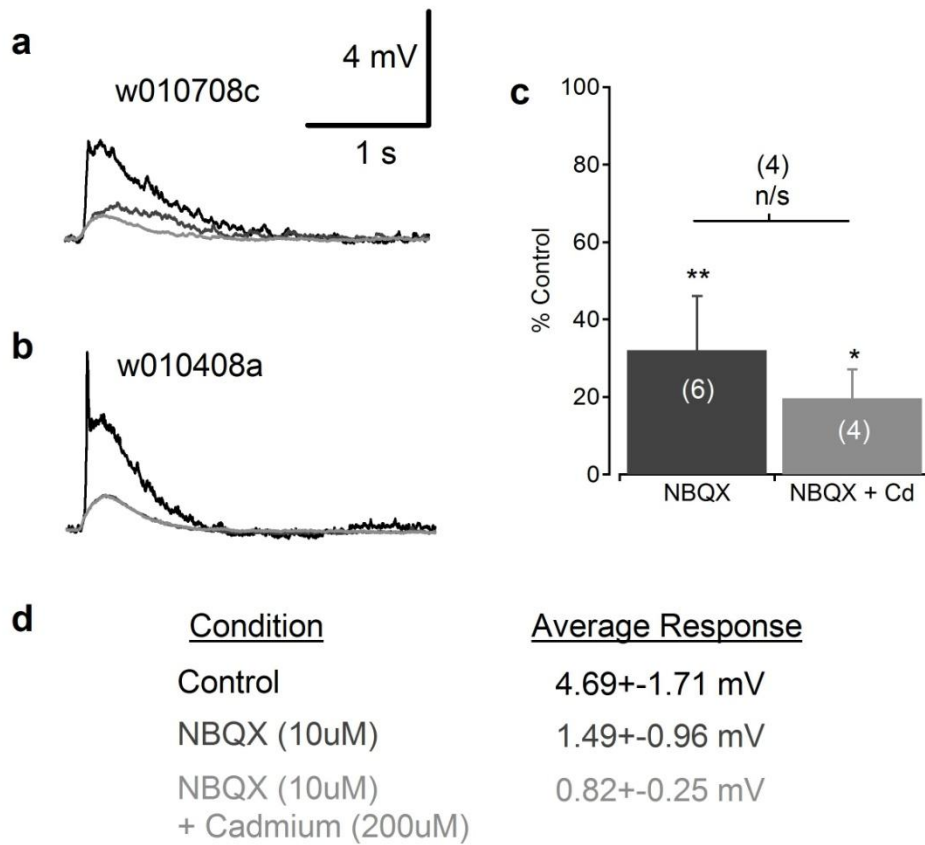 a
4 mV
w010708c
1 s
b
w010408a
c
100
80
60
40
20
0
% Control
(4)
n/s
**
*
(6)
(4)
NBQX
NBQX + Cd
d
Condition
Average Response
Control
4.69+-1.71 mV
NBQX (10uM)
1.49+-0.96 mV
NBQX (10uM)
+ Cadmium (200uM)
0.82+-0.25 mV